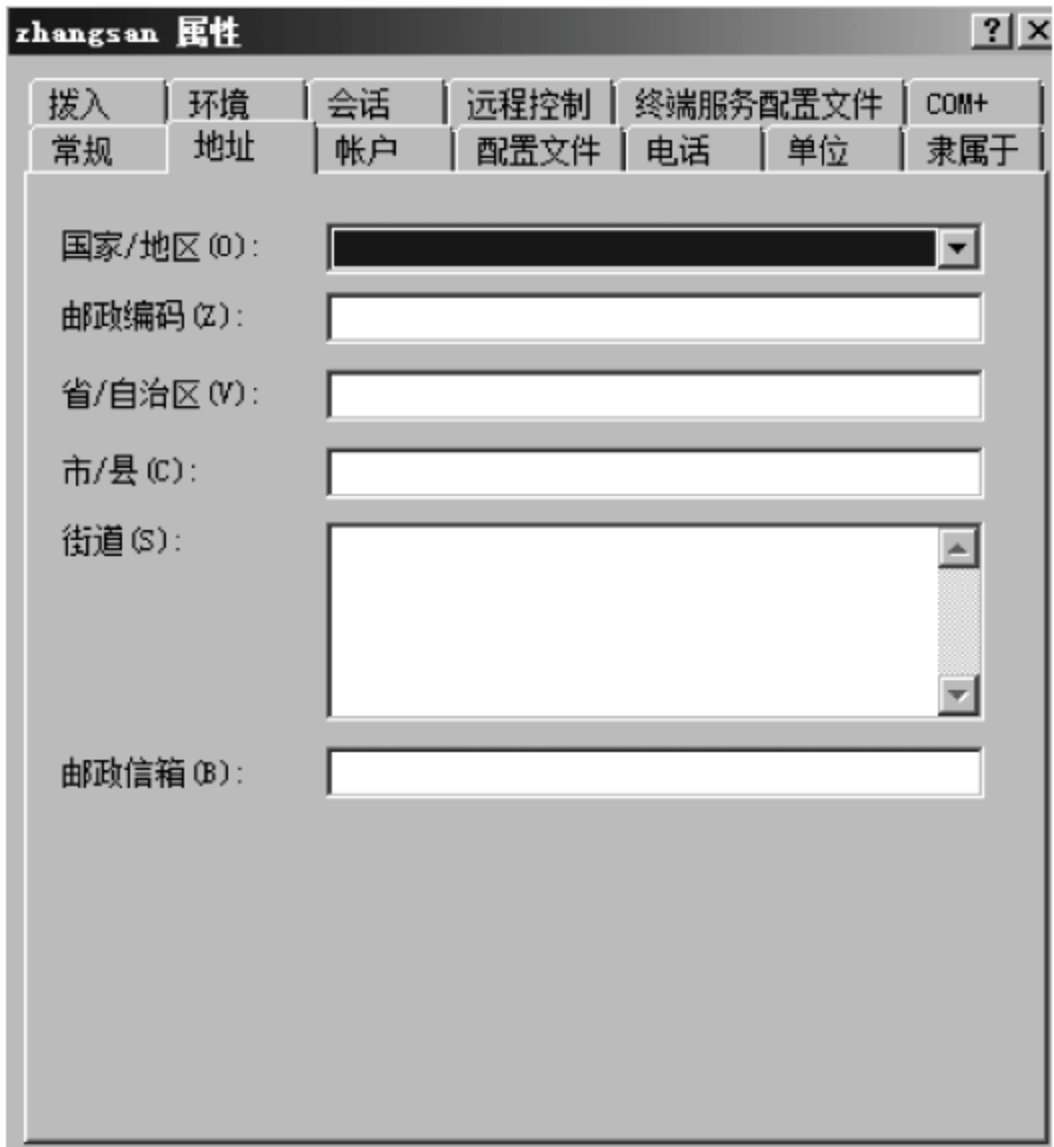 zhangsan 属性
拨入 环境 会话 远程控制 终端服务配置文件 COM+
常规 地址 帐户 配置文件 电话 单位 隶属于
国家/地区(O):
邮政编码(Z):
省/自治区(V):
市/县(C):
街道(S):
邮政信箱(B):